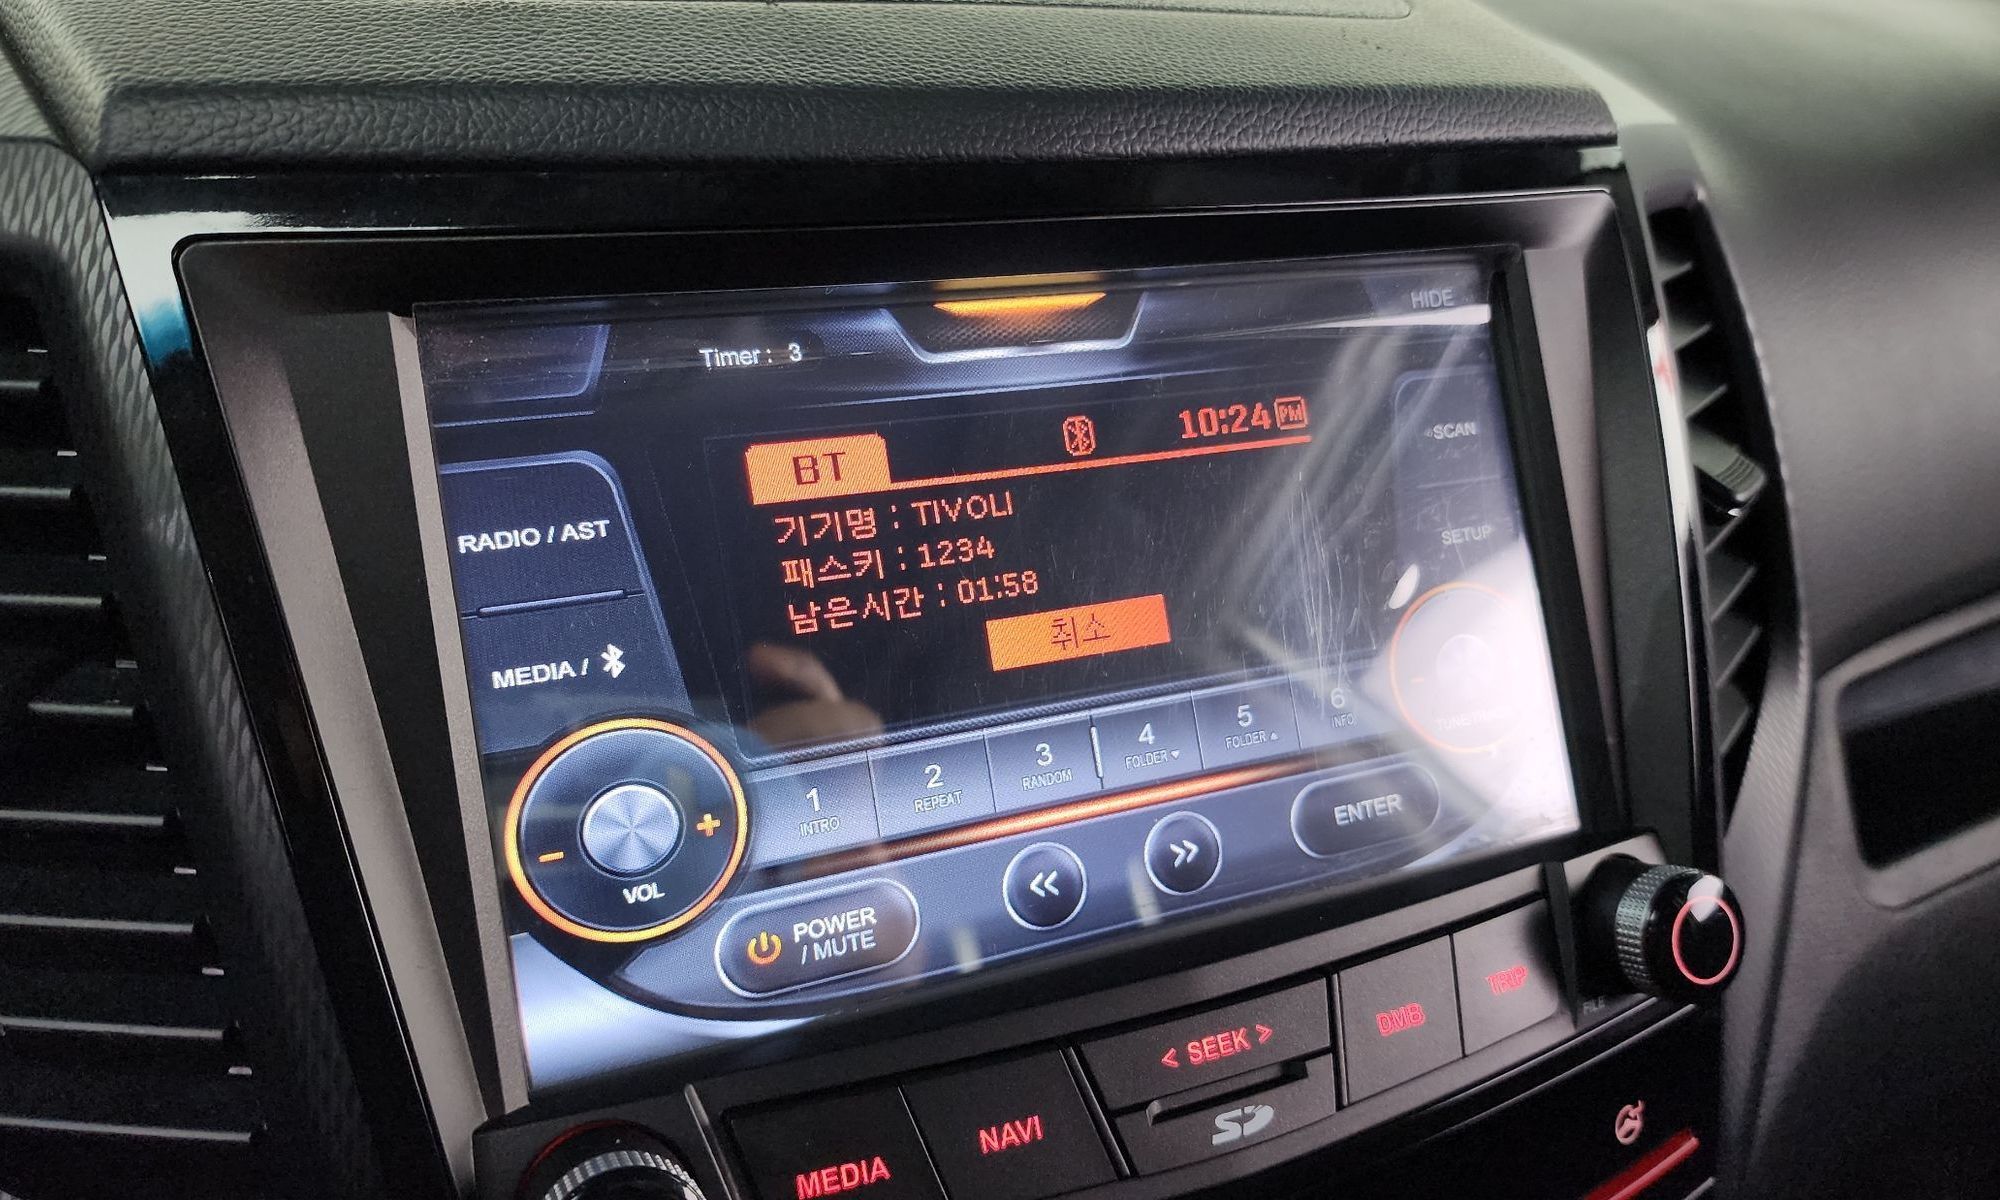 HIDE
Timer : 3
BT 10:24 PM
SCAN
기기명 : TIVOLI
RADIO / AST
SETUP
패스키 : 1234
남은시간 : 01:58
취소
MEDIA /
1 INTRO
2 REPEAT
3 RANDOM
4 FOLDER ▼
5 FOLDER ▲
6 INFO
- +
VOL
POWER
/ MUTE
<< >>
ENTER
< SEEK >
DMB
TRIP
FILE
SD
NAVI
MEDIA